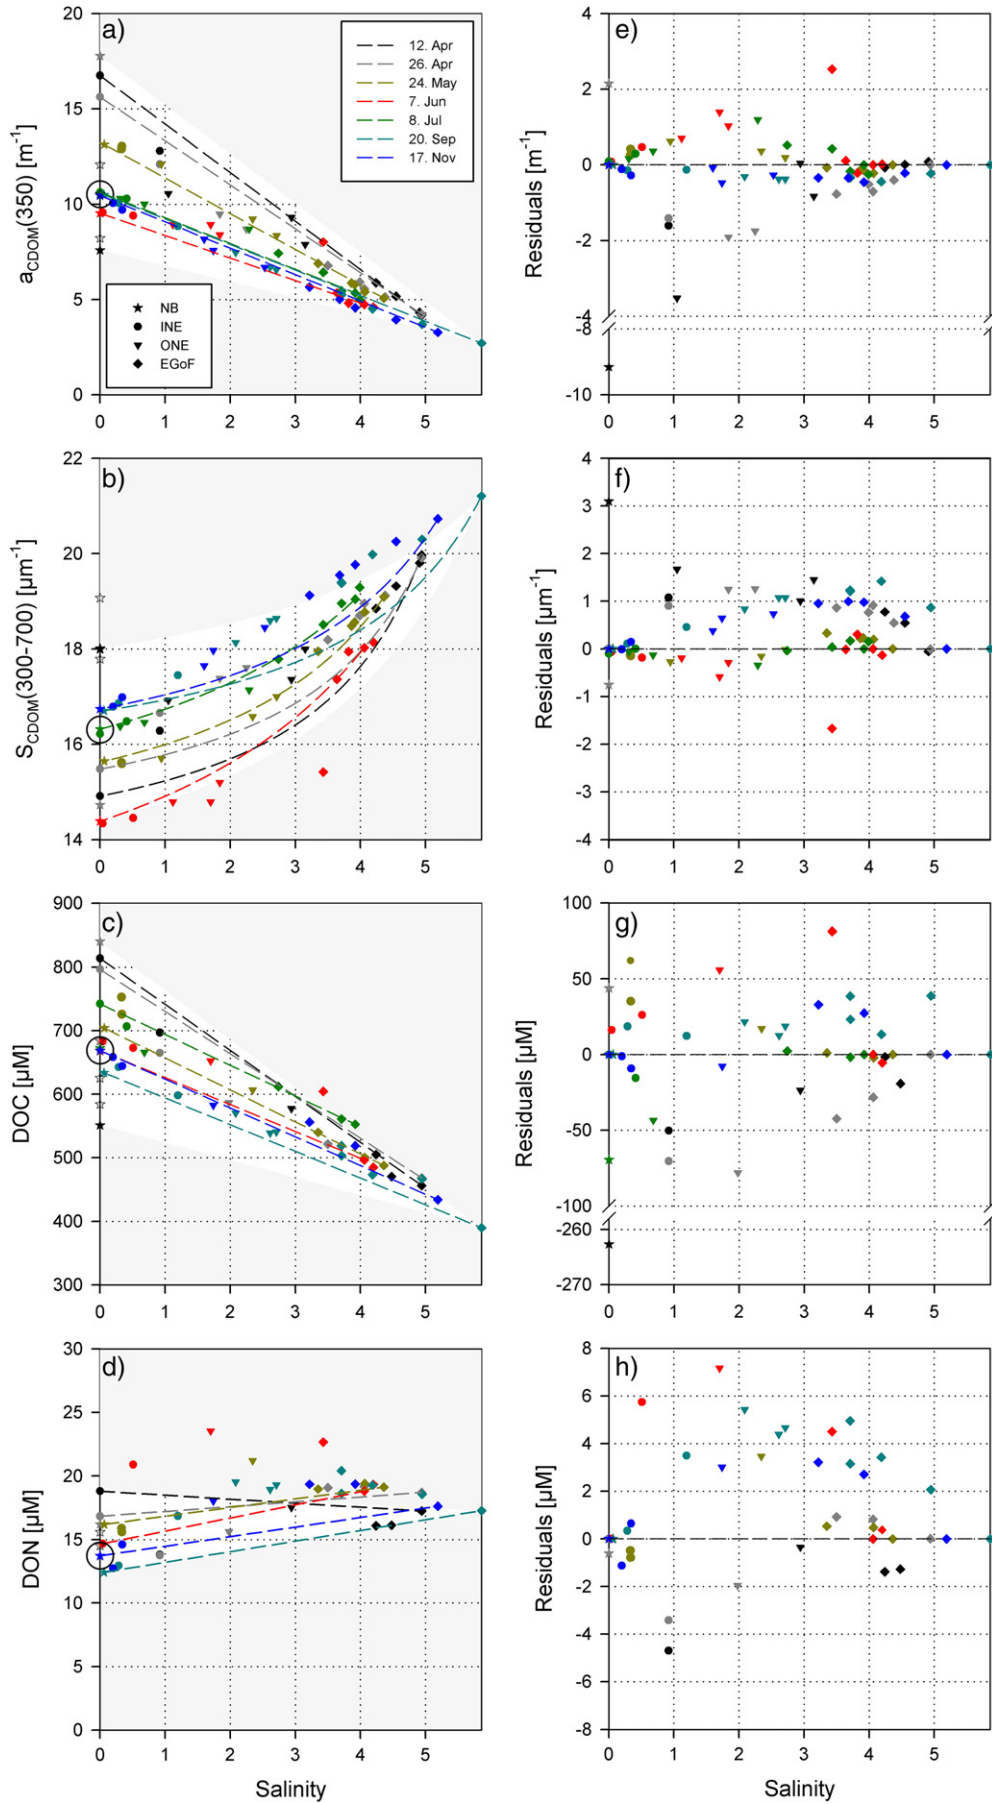 a)
aCDOM(350) [m-1]
20
15
10
5
0
0 1 2 3 4 5
12. Apr
26. Apr
24. May
7. Jun
8. Jul
20. Sep
17. Nov
NB
INE
ONE
EGoF
e)
Residuals [m-1]
4
2
0
-2
-4
-8
-10
0 1 2 3 4 5
b)
SCDOM(300-700) [µm-1]
22
20
18
16
14
0 1 2 3 4 5
f)
Residuals [µm-1]
4
3
2
1
0
-1
-2
-3
-4
0 1 2 3 4 5
c)
DOC [µM]
900
800
700
600
500
400
300
0 1 2 3 4 5
g)
Residuals [µM]
100
50
0
-50
-100
-260
-270
0 1 2 3 4 5
d)
DON [µM]
30
25
20
15
10
5
0
0 1 2 3 4 5
Salinity
h)
Residuals [µM]
8
6
4
2
0
-2
-4
-6
-8
0 1 2 3 4 5
Salinity